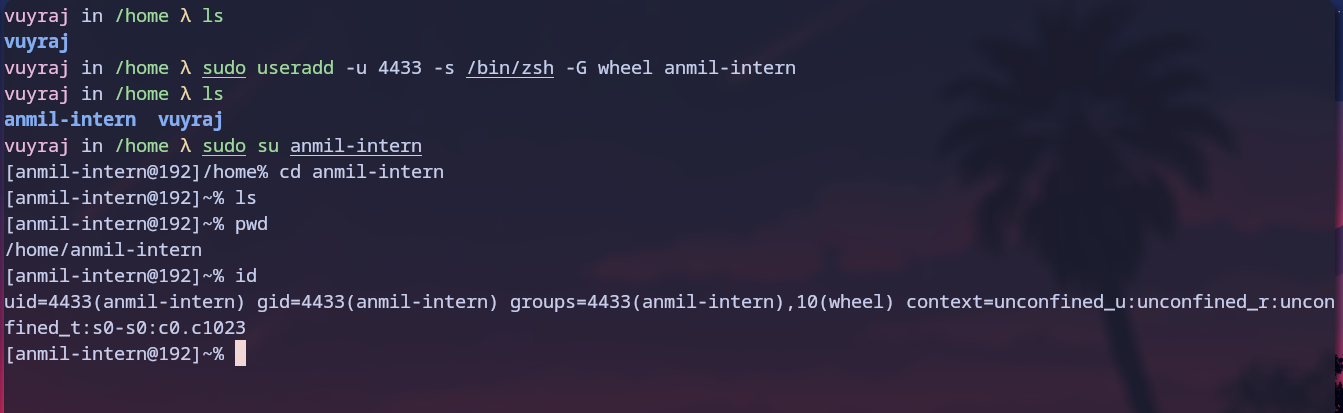 vuyraj in /home λ ls
vuyraj
vuyraj in /home λ sudo useradd -u 4433 -s /bin/zsh -G wheel anmil-intern
vuyraj in /home λ ls
anmil-intern  vuyraj
vuyraj in /home λ sudo su anmil-intern
[anmil-intern@192]/home% cd anmil-intern
[anmil-intern@192]~% ls
[anmil-intern@192]~% pwd
/home/anmil-intern
[anmil-intern@192]~% id
uid=4433(anmil-intern) gid=4433(anmil-intern) groups=4433(anmil-intern),10(wheel) context=unconfined_u:unconfined_r:uncon
fined_t:s0-s0:c0.c1023
[anmil-intern@192]~%